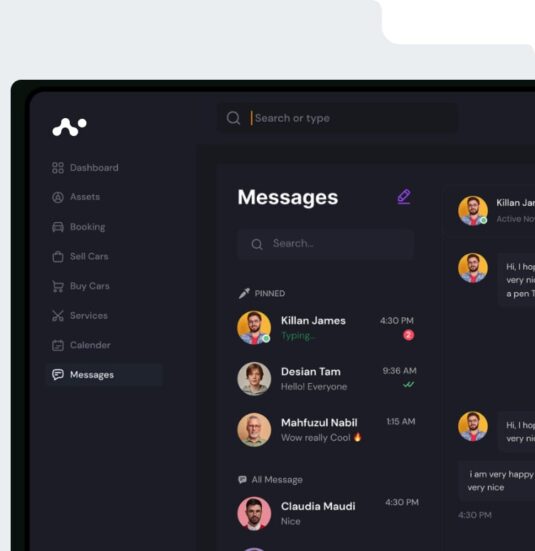 Search or type
Dashboard
Assets
Booking
Sell Cars
Buy Cars
Services
Calender
Messages
Messages
Search...
PINNED
Killan James
4:30 PM
Typing...
2
Desian Tam
9:36 AM
Hello! Everyone
Mahfuzul Nabil
1:15 AM
Wow really Cool 🔥
All Message
Claudia Maudi
4:30 PM
Nice
Killan Jar
Active No
Hi, I hop
very ni
a pen T
Hi, I hop
very ni
i am very happy
very nice
4:30 PM